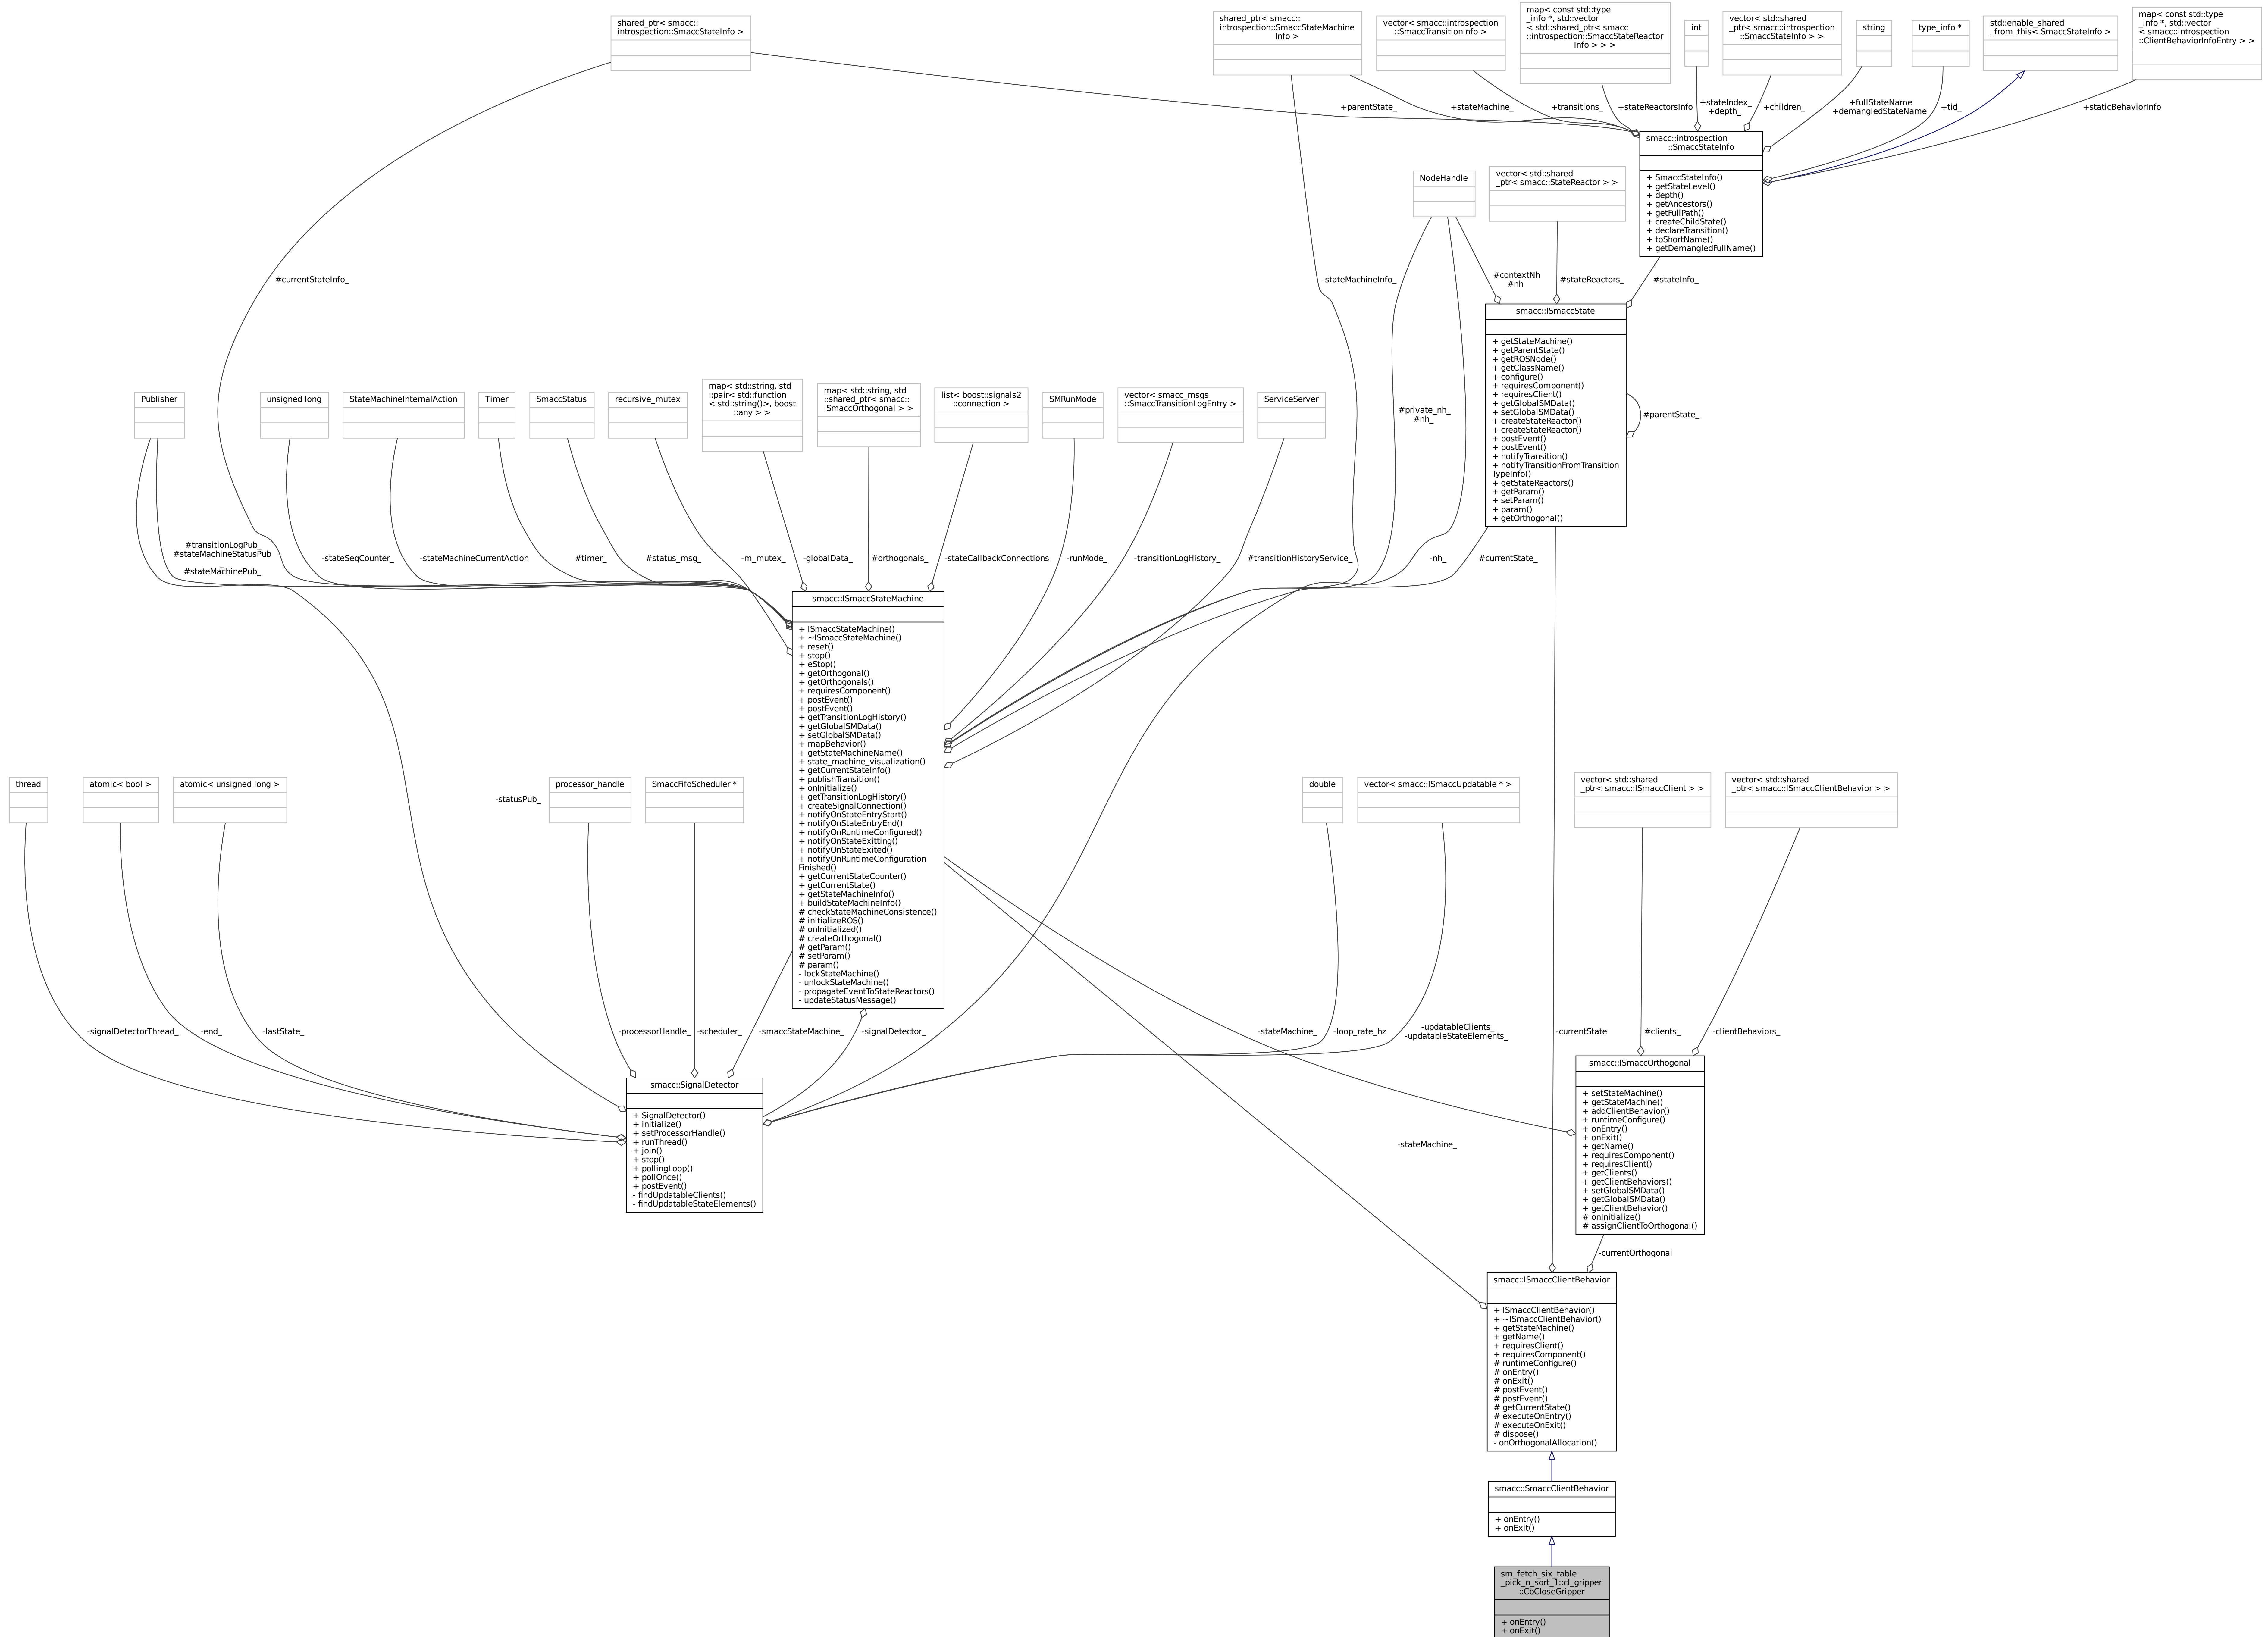 shared_ptr< smacc::
introspection::SmaccStateInfo >
shared_ptr< smacc::
introspection::SmaccStateMachine
Info >
vector< smacc::introspection
::SmaccTransitionInfo >
map< const std::type
_info *, std::vector
< std::shared_ptr< smacc
::introspection::SmaccStateReactor
Info > > >
int
vector< std::shared
_ptr< smacc::introspection
::SmaccStateInfo > >
string
type_info *
std::enable_shared
_from_this< SmaccStateInfo >
map< const std::type
_info *, std::vector
< smacc::introspection
::ClientBehaviorInfoEntry > >
+parentState_
+stateMachine_
+transitions_
+stateReactorsInfo
+stateIndex_
+depth_
+children_
+fullStateName
+demangledStateName
+tid_
+staticBehaviorInfo
smacc::introspection
::SmaccStateInfo
+ SmaccStateInfo()
+ getStateLevel()
+ depth()
+ getAncestors()
+ getFullPath()
+ createChildState()
+ declareTransition()
+ toShortName()
+ getDemangledFullName()
NodeHandle
vector< std::shared
_ptr< smacc::StateReactor > >
#currentStateInfo_
-stateMachineInfo_
#contextNh
#nh
#stateReactors_
#stateInfo_
smacc::ISmaccState
+ getStateMachine()
+ getParentState()
+ getROSNode()
+ getClassName()
+ configure()
+ requiresComponent()
+ requiresClient()
+ getGlobalSMData()
+ setGlobalSMData()
+ createStateReactor()
+ createStateReactor()
+ postEvent()
+ postEvent()
+ notifyTransition()
+ notifyTransitionFromTransition
TypeInfo()
+ getStateReactors()
+ getParam()
+ setParam()
+ param()
+ getOrthogonal()
#parentState_
#private_nh_
#nh_
Publisher
unsigned long
StateMachineInternalAction
Timer
SmaccStatus
recursive_mutex
map< std::string, std
::pair< std::function
< std::string()>, boost
::any > >
map< std::string, std
::shared_ptr< smacc::
ISmaccOrthogonal > >
list< boost::signals2
::connection >
SMRunMode
vector< smacc_msgs
::SmaccTransitionLogEntry >
ServiceServer
#transitionLogPub_
#stateMachineStatusPub
_
#stateMachinePub_
-stateSeqCounter_
-stateMachineCurrentAction
#timer_
#status_msg_
-m_mutex_
-globalData_
#orthogonals_
-stateCallbackConnections
-runMode_
-transitionLogHistory_
#transitionHistoryService_
-nh_
#currentState_
smacc::ISmaccStateMachine
+ ISmaccStateMachine()
+ ~ISmaccStateMachine()
+ reset()
+ stop()
+ eStop()
+ getOrthogonal()
+ getOrthogonals()
+ requiresComponent()
+ postEvent()
+ postEvent()
+ getTransitionLogHistory()
+ getGlobalSMData()
+ setGlobalSMData()
+ mapBehavior()
+ getStateMachineName()
+ state_machine_visualization()
+ getCurrentStateInfo()
+ publishTransition()
+ onInitialize()
+ getTransitionLogHistory()
+ createSignalConnection()
+ notifyOnStateEntryStart()
+ notifyOnStateEntryEnd()
+ notifyOnRuntimeConfigured()
+ notifyOnStateExitting()
+ notifyOnStateExited()
+ notifyOnRuntimeConfiguration
Finished()
+ getCurrentStateCounter()
+ getCurrentState()
+ getStateMachineInfo()
+ buildStateMachineInfo()
# checkStateMachineConsistence()
# initializeROS()
# onInitialized()
# createOrthogonal()
# getParam()
# setParam()
# param()
- lockStateMachine()
- unlockStateMachine()
- propagateEventToStateReactors()
- updateStatusMessage()
thread
atomic< bool >
atomic< unsigned long >
-statusPub_
processor_handle
SmaccFifoScheduler *
double
vector< smacc::ISmaccUpdatable * >
vector< std::shared
_ptr< smacc::ISmaccClient > >
vector< std::shared
_ptr< smacc::ISmaccClientBehavior > >
-signalDetectorThread_
-end_
-lastState_
-processorHandle_
-scheduler_
-smaccStateMachine_
-signalDetector_
-stateMachine_
-loop_rate_hz
-updatableClients_
-updatableStateElements_
-currentState
#clients_
-clientBehaviors_
smacc::SignalDetector
+ SignalDetector()
+ initialize()
+ setProcessorHandle()
+ runThread()
+ join()
+ stop()
+ pollingLoop()
+ pollOnce()
+ postEvent()
- findUpdatableClients()
- findUpdatableStateElements()
smacc::ISmaccOrthogonal
+ setStateMachine()
+ getStateMachine()
+ addClientBehavior()
+ runtimeConfigure()
+ onEntry()
+ onExit()
+ getName()
+ requiresComponent()
+ requiresClient()
+ getClients()
+ getClientBehaviors()
+ setGlobalSMData()
+ getGlobalSMData()
+ getClientBehavior()
# onInitialize()
# assignClientToOrthogonal()
-stateMachine_
-currentOrthogonal
smacc::ISmaccClientBehavior
+ ISmaccClientBehavior()
+ ~ISmaccClientBehavior()
+ getStateMachine()
+ getName()
+ requiresClient()
+ requiresComponent()
# runtimeConfigure()
# onEntry()
# onExit()
# postEvent()
# postEvent()
# getCurrentState()
# executeOnEntry()
# executeOnExit()
# dispose()
- onOrthogonalAllocation()
smacc::SmaccClientBehavior
+ onEntry()
+ onExit()
sm_fetch_six_table
_pick_n_sort_1::cl_gripper
::CbCloseGripper
+ onEntry()
+ onExit()